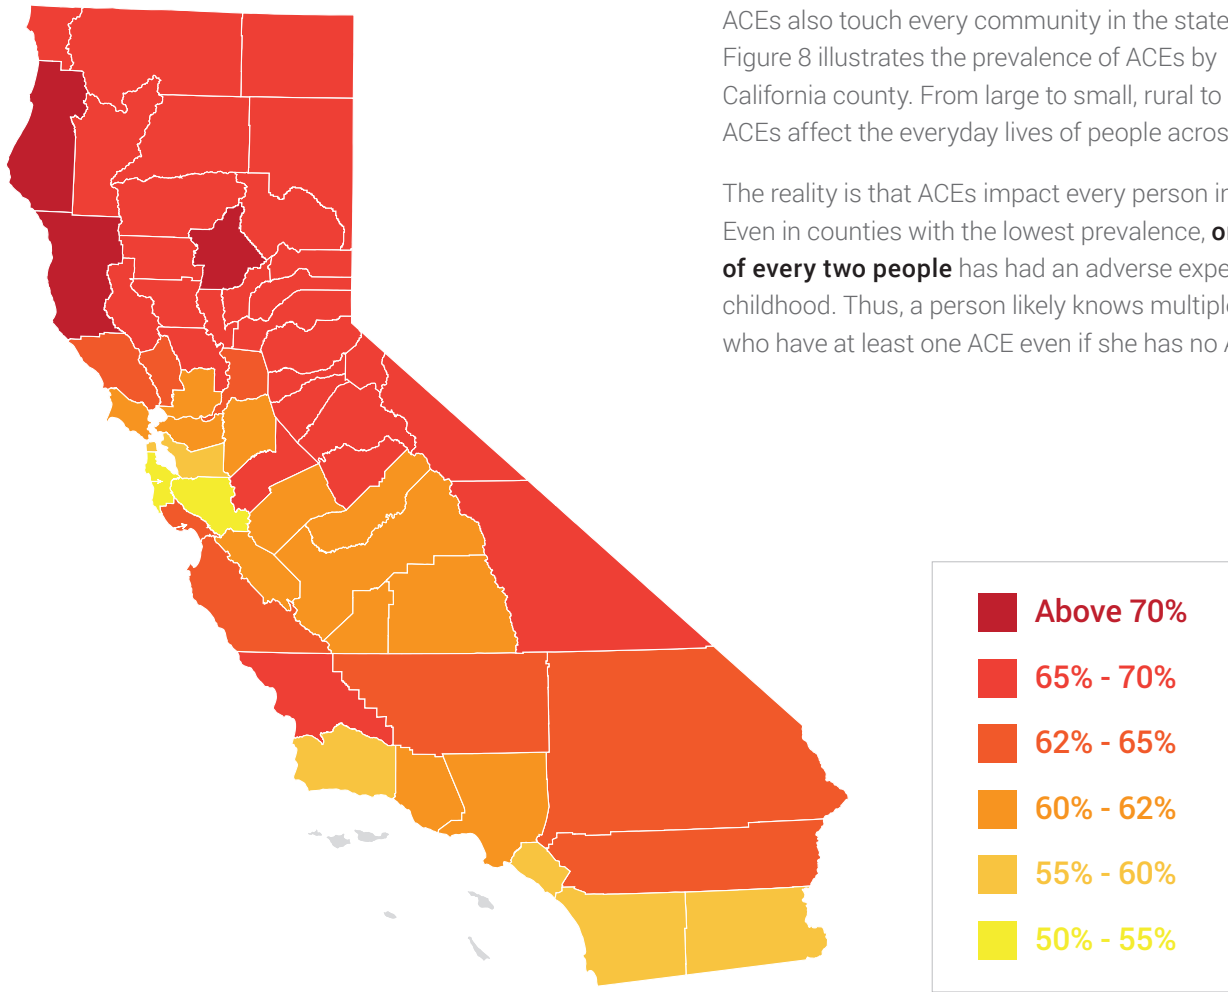 ACEs also touch every community in the state
Figure 8 illustrates the prevalence of ACEs by
California county. From large to small, rural to
ACEs affect the everyday lives of people acros
The reality is that ACEs impact every person in
Even in counties with the lowest prevalence,
of every two people has had an adverse expe
childhood. Thus, a person likely knows multiple
who have at least one ACE even if she has no
Above 70%
65% - 70%
62% - 65%
60% - 62%
55% - 60%
50% - 55%